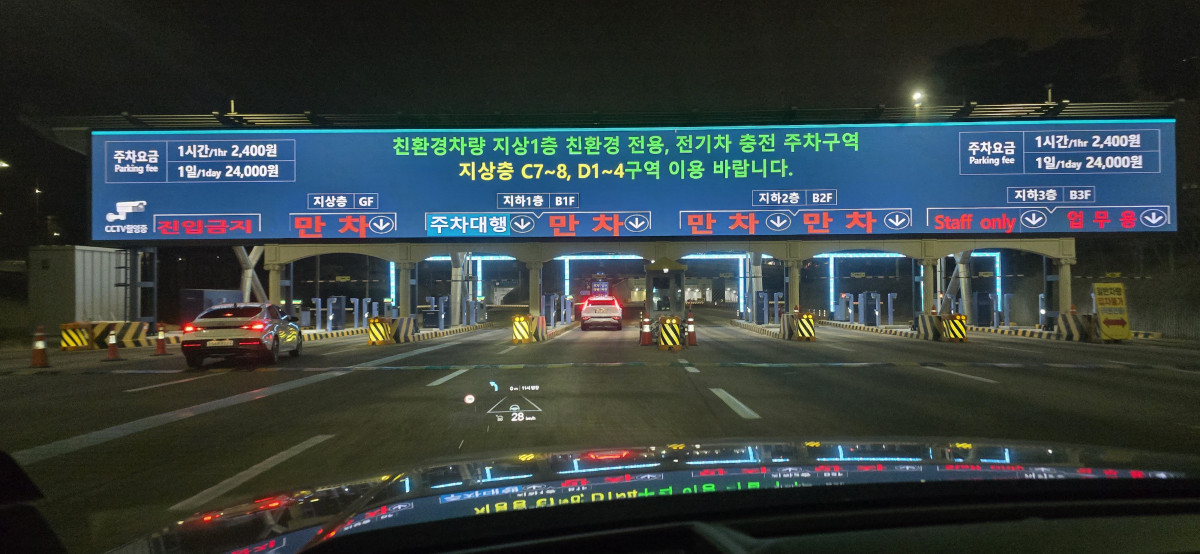 친환경차량 지상1층 친환경 전용, 전기차 충전 주차구역
지상층 C7~8, D1~4구역 이용 바랍니다.
주차요금
Parking fee
1시간/1hr 2,400원
1일/1day 24,000원
주차요금
Parking fee
1시간/1hr 2,400원
1일/1day 24,000원
CCTV촬영중
진입금지
지상층 GF
만 차
지하1층 B1F
주차대행
만 차
지하2층 B2F
만 차
만 차
지하3층 B3F
Staff only
업무용
일반차량
28 km/h